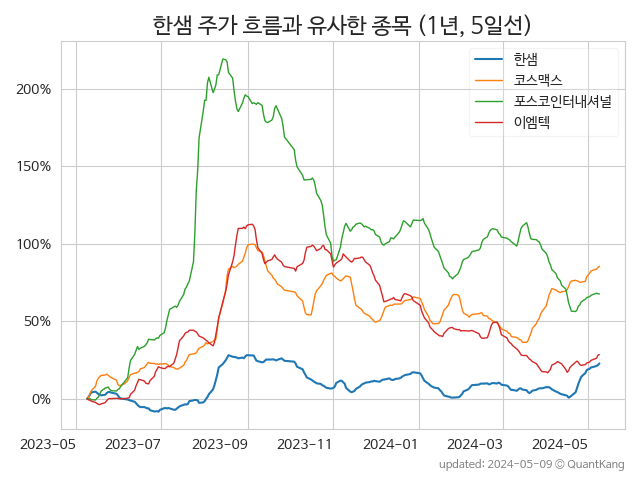 한샘 주가 흐름과 유사한 종목 (1년, 5일선)
한샘
코스맥스
포스코인터내셔널
이엠텍
200%
150%
100%
50%
0%
2023-05 2023-07 2023-09 2023-11 2024-01 2024-03 2024-05
updated: 2024-05-09 © QuantKang